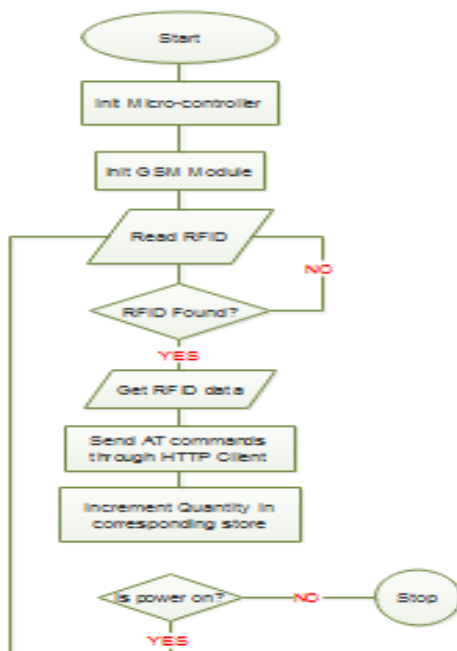 Start
Init Micro-controller
Init GSM Module
Read RFID
NO
RFID Found?
YES
Get RFID data
Send AT commands
through HTTP Client
Increment Quantity in
corresponding store
Is power on?
NO
Stop
YES